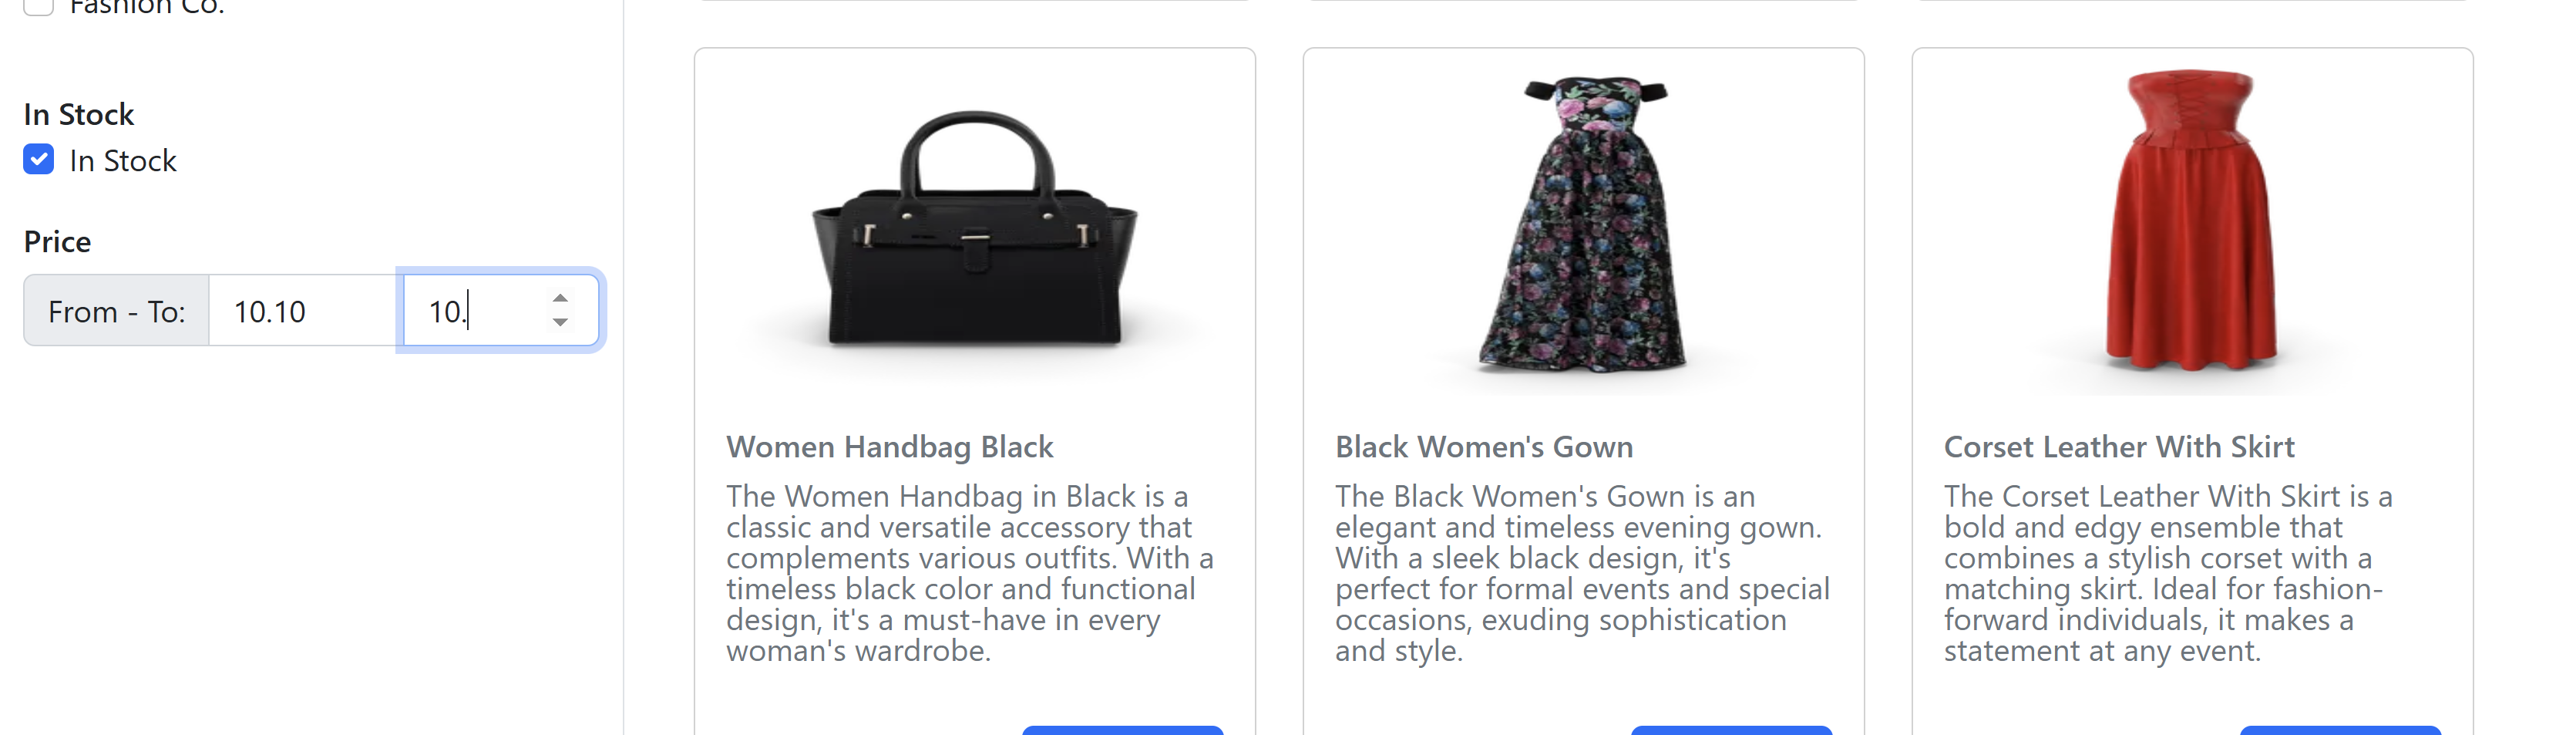 Fashion Co.
In Stock
In Stock
Price
From - To:
10.10
10.
Women Handbag Black
The Women Handbag in Black is a
classic and versatile accessory that
complements various outfits. With a
timeless black color and functional
design, it's a must-have in every
woman's wardrobe.
Black Women's Gown
The Black Women's Gown is an
elegant and timeless evening gown.
With a sleek black design, it's
perfect for formal events and special
occasions, exuding sophistication
and style.
Corset Leather With Skirt
The Corset Leather With Skirt is a
bold and edgy ensemble that
combines a stylish corset with a
matching skirt. Ideal for fashion-
forward individuals, it makes a
statement at any event.